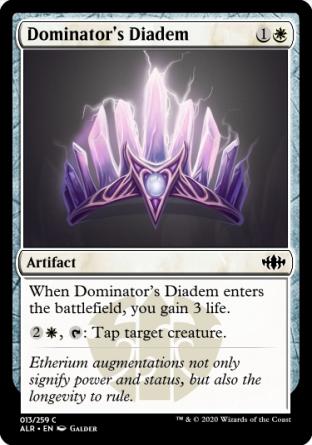 Dominator's Diadem 1
Artifact
When Dominator's Diadem enters
the battlefield, you gain 3 life.
2, : Tap target creature.
Etherium augmentations not only
signify power and status, but also the
longevity to rule.
013/259 C
ALR • EN Galder
™ & © 2020 Wizards of the Coast